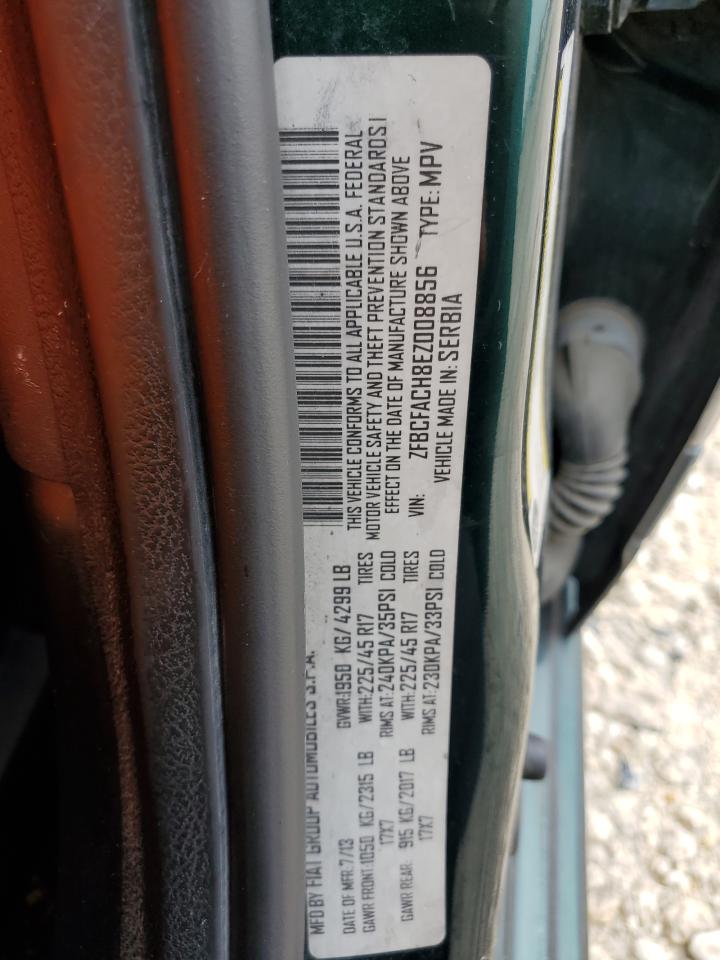 MFD BY FIAT GROUP AUTOMOBILES S.P.A.
DATE OF MFR:7/13 GVWR:1950 KG/ 4299 LB
GAWR FRONT:1050 KG/2315 LB WITH:225/45 R17 TIRES
17X7 RIMS AT:240KPA/35PSI COLD
GAWR REAR: 915 KG/2017 LB WITH:225/45 R17 TIRES
17X7 RIMS AT:230KPA/33PSI COLD
THIS VEHICLE CONFORMS TO ALL APPLICABLE U.S.A. FEDERAL
MOTOR VEHICLE SAFETY AND THEFT PREVENTION STANDARDS I
EFFECT ON THE DATE OF MANUFACTURE SHOWN ABOVE
VIN: ZFBCFACH8EZ008856 TYPE: MPV
VEHICLE MADE IN: SERBIA